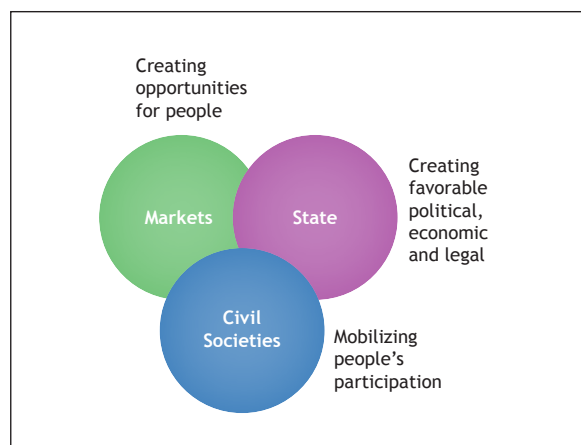 Creating
opportunities
for people
Markets
State
Creating
favorable
political,
economic
and legal
Civil
Societies
Mobilizing
people's
participation